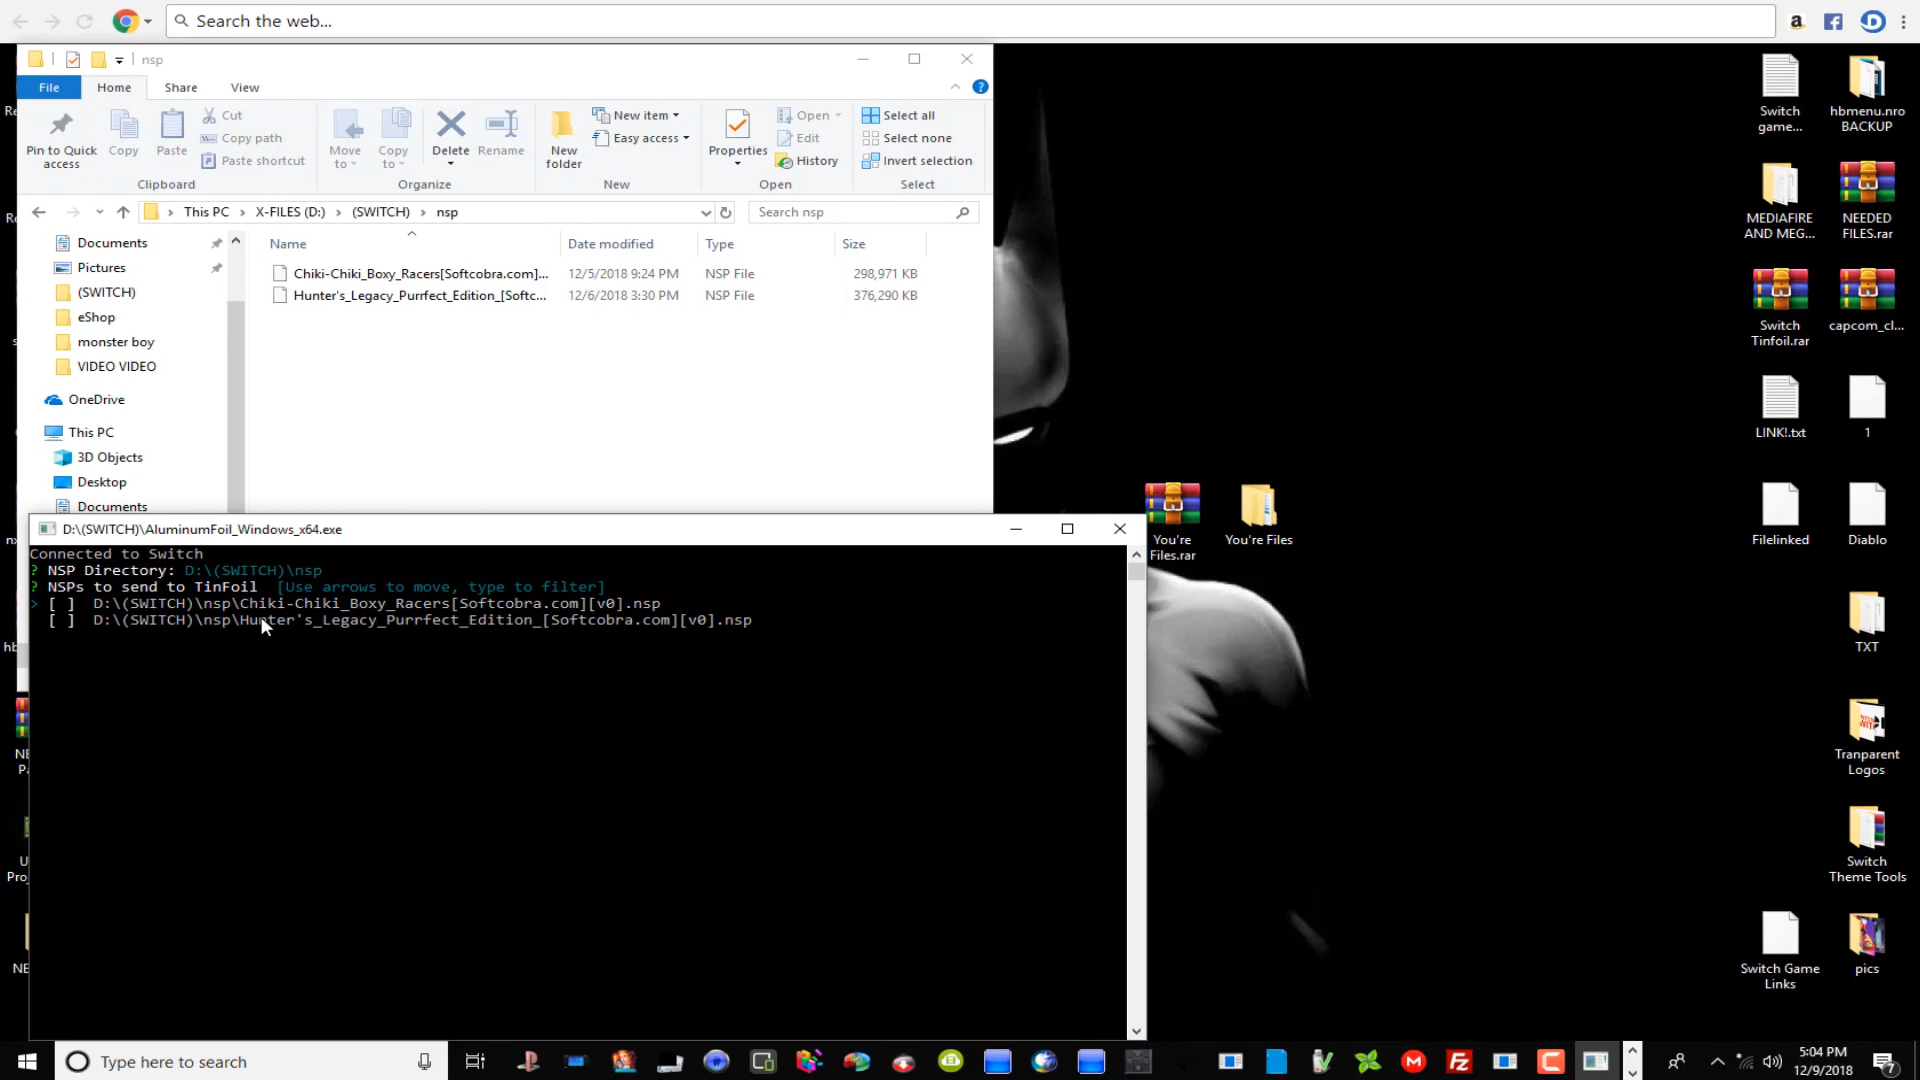 Search the web...
nsp
File
Home
Share
View
Pin to Quick
access
Copy
Paste
Cut
Copy path
Paste shortcut
Clipboard
Move
to
Copy
to
Delete
Rename
Organize
New
folder
New item
Easy access
New
Properties
Open
Edit
History
Open
Select all
Select none
Invert selection
Select
This PC
X-FILES (D:)
(SWITCH)
nsp
Search nsp
Documents
Pictures
(SWITCH)
eShop
monster boy
VIDEO VIDEO
OneDrive
This PC
3D Objects
Desktop
Documents
Name
Date modified
Type
Size
Chiki-Chiki_Boxy_Racers[Softcobra.com]...
12/5/2018 9:24 PM
NSP File
298,971 KB
Hunter's_Legacy_Purrfect_Edition_[Softc...
12/6/2018 3:30 PM
NSP File
376,290 KB
D:\(SWITCH)\AluminumFoil_Windows_x64.exe
Connected to Switch
? NSP Directory: D:\(SWITCH)\nsp
? NSPs to send to TinFoil [Use arrows to move, type to filter]
> [ ] D:\(SWITCH)\nsp\Chiki-Chiki_Boxy_Racers[Softcobra.com][v0].nsp
[ ] D:\(SWITCH)\nsp\Hunter's_Legacy_Purrfect_Edition_[Softcobra.com][v0].nsp
You're
Files.rar
You're Files
Switch
game...
hbmenu.nro
BACKUP
MEDIAFIRE
AND MEG...
NEEDED
FILES.rar
Switch
Tinfoil.rar
capcom_cl...
LINK!.txt
1
Filelinked
Diablo
TXT
Tranparent
Logos
Switch
Theme Tools
Switch Game
Links
pics
Type here to search
5:04 PM
12/9/2018
7